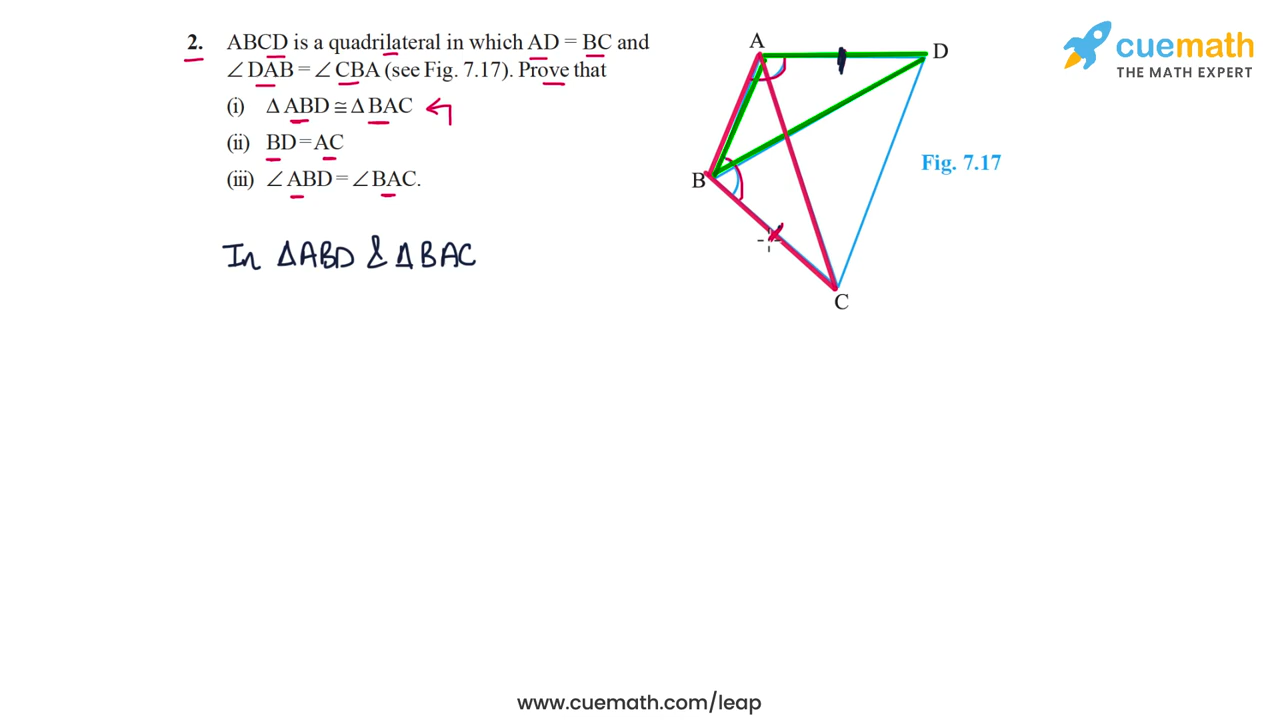 2. ABCD is a quadrilateral in which AD = BC and
∠ DAB = ∠ CBA (see Fig. 7.17). Prove that
(i) Δ ABD ≅ Δ BAC
(ii) BD = AC
(iii) ∠ ABD = ∠ BAC.
In ΔABD & ΔBAC
A
D
B
C
Fig. 7.17
cuemath
THE MATH EXPERT
www.cuemath.com/leap